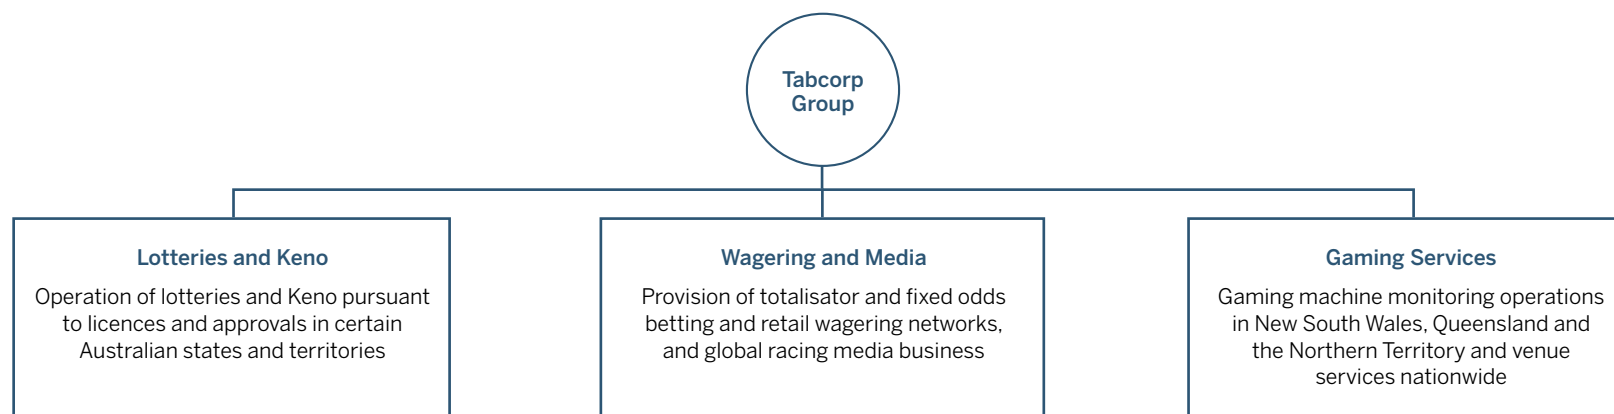 Tabcorp
Group
Lotteries and Keno
Operation of lotteries and Keno pursuant
to licences and approvals in certain
Australian states and territories
Wagering and Media
Provision of totalisator and fixed odds
betting and retail wagering networks,
and global racing media business
Gaming Services
Gaming machine monitoring operations
in New South Wales, Queensland and
the Northern Territory and venue
services nationwide